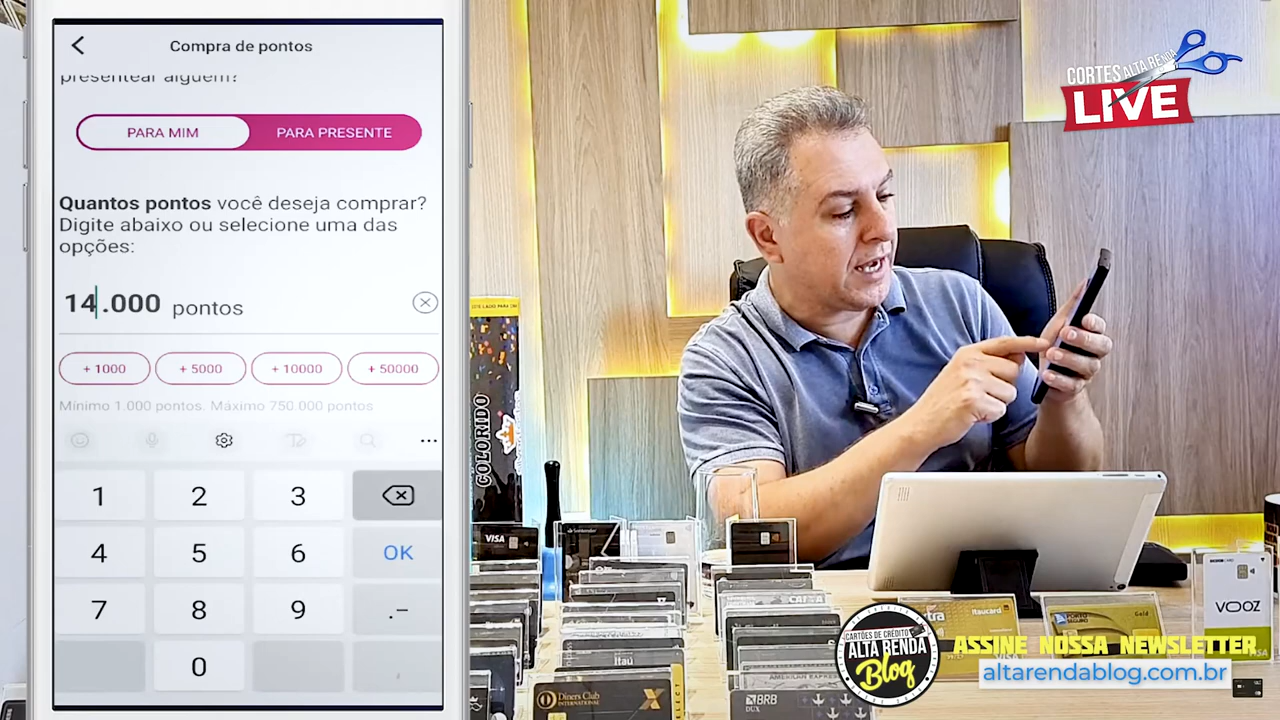 Compra de pontos
presentear alguém?
PARA MIM
PARA PRESENTE
Quantos pontos você deseja comprar?
Digite abaixo ou selecione uma das
opções:
14.000 pontos
+ 1000
+ 5000
+ 10000
+ 50000
Mínimo 1.000 pontos. Máximo 750.000 pontos
1 2 3
4 5 6 OK
7 8 9 .-
0 ,
CORTES ALTA RENDA
LIVE
COLORIDO
VISA
Santander
Itaú
Diners Club
INTERNATIONAL
SELECT
AMERICAN EXPRESS
BRB
DUX
Itaucard
PORTO
SEGURO
Gold
VOOZ
VISA
CARTÕES DE CRÉDITO
ALTA RENDA
Blog
ASSINE NOSSA NEWSLETTER
altarendablog.com.br